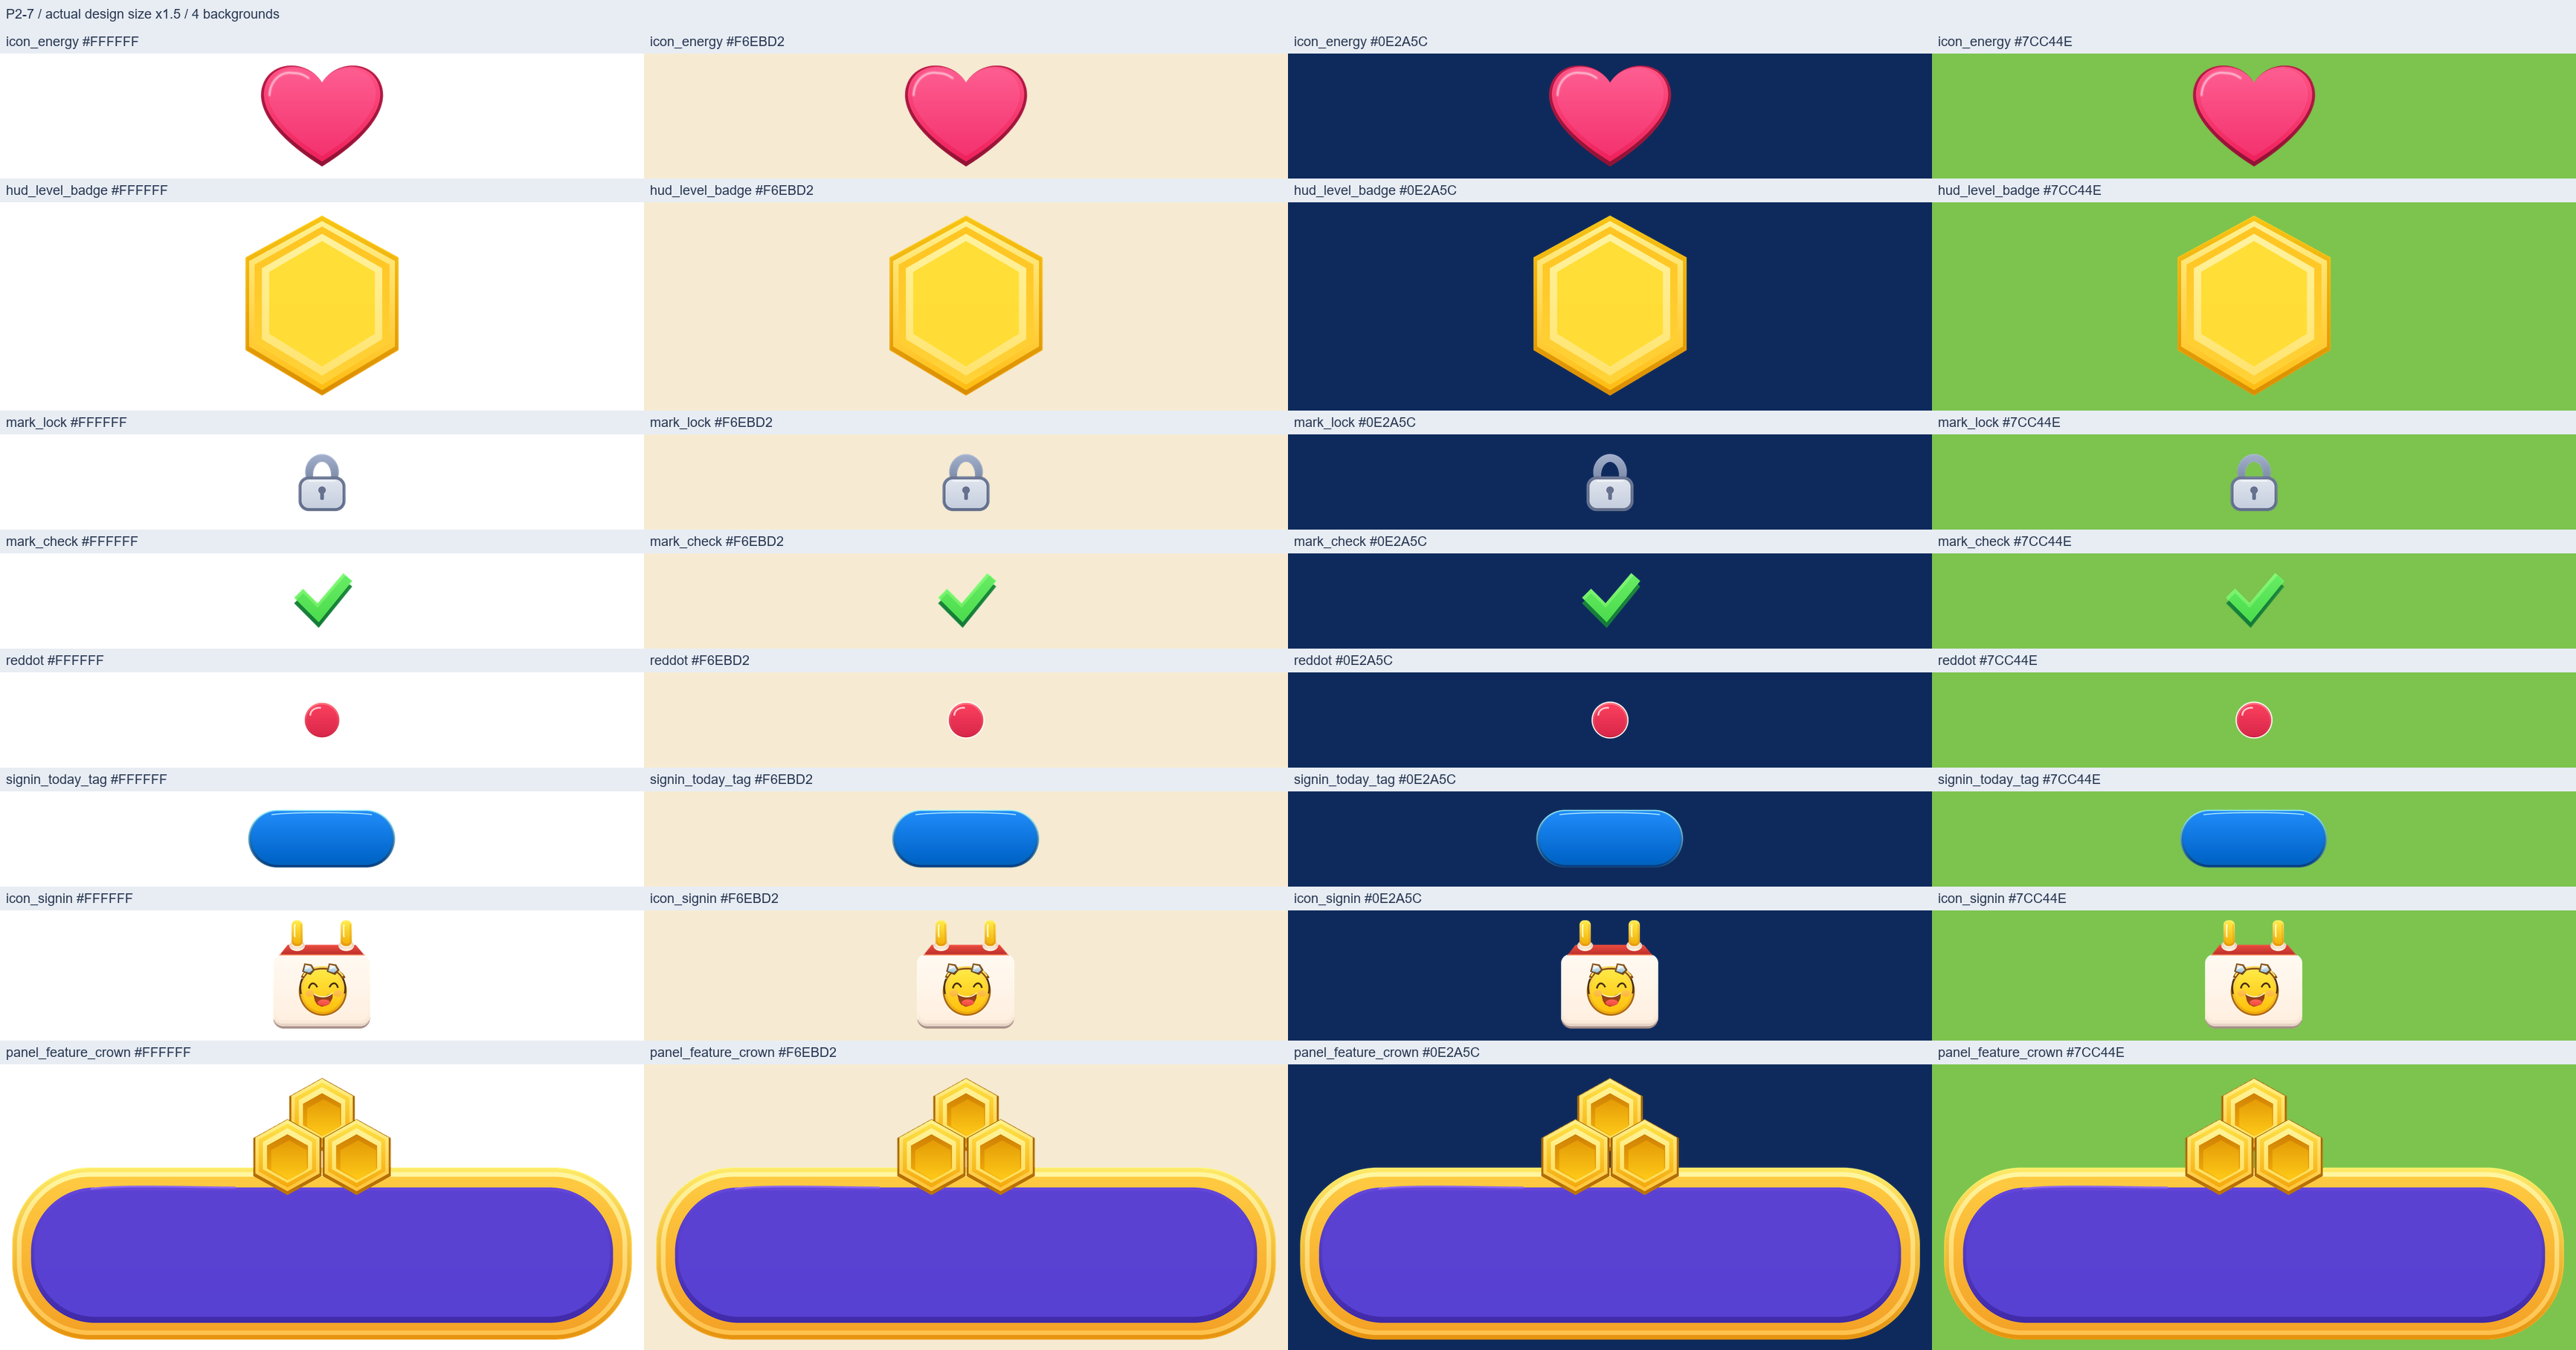 P2-7 / actual design size x1.5 / 4 backgrounds
icon_energy #FFFFFF
icon_energy #F6EBD2
icon_energy #0E2A5C
icon_energy #7CC44E
hud_level_badge #FFFFFF
hud_level_badge #F6EBD2
hud_level_badge #0E2A5C
hud_level_badge #7CC44E
mark_lock #FFFFFF
mark_lock #F6EBD2
mark_lock #0E2A5C
mark_lock #7CC44E
mark_check #FFFFFF
mark_check #F6EBD2
mark_check #0E2A5C
mark_check #7CC44E
reddot #FFFFFF
reddot #F6EBD2
reddot #0E2A5C
reddot #7CC44E
signin_today_tag #FFFFFF
signin_today_tag #F6EBD2
signin_today_tag #0E2A5C
signin_today_tag #7CC44E
icon_signin #FFFFFF
icon_signin #F6EBD2
icon_signin #0E2A5C
icon_signin #7CC44E
panel_feature_crown #FFFFFF
panel_feature_crown #F6EBD2
panel_feature_crown #0E2A5C
panel_feature_crown #7CC44E